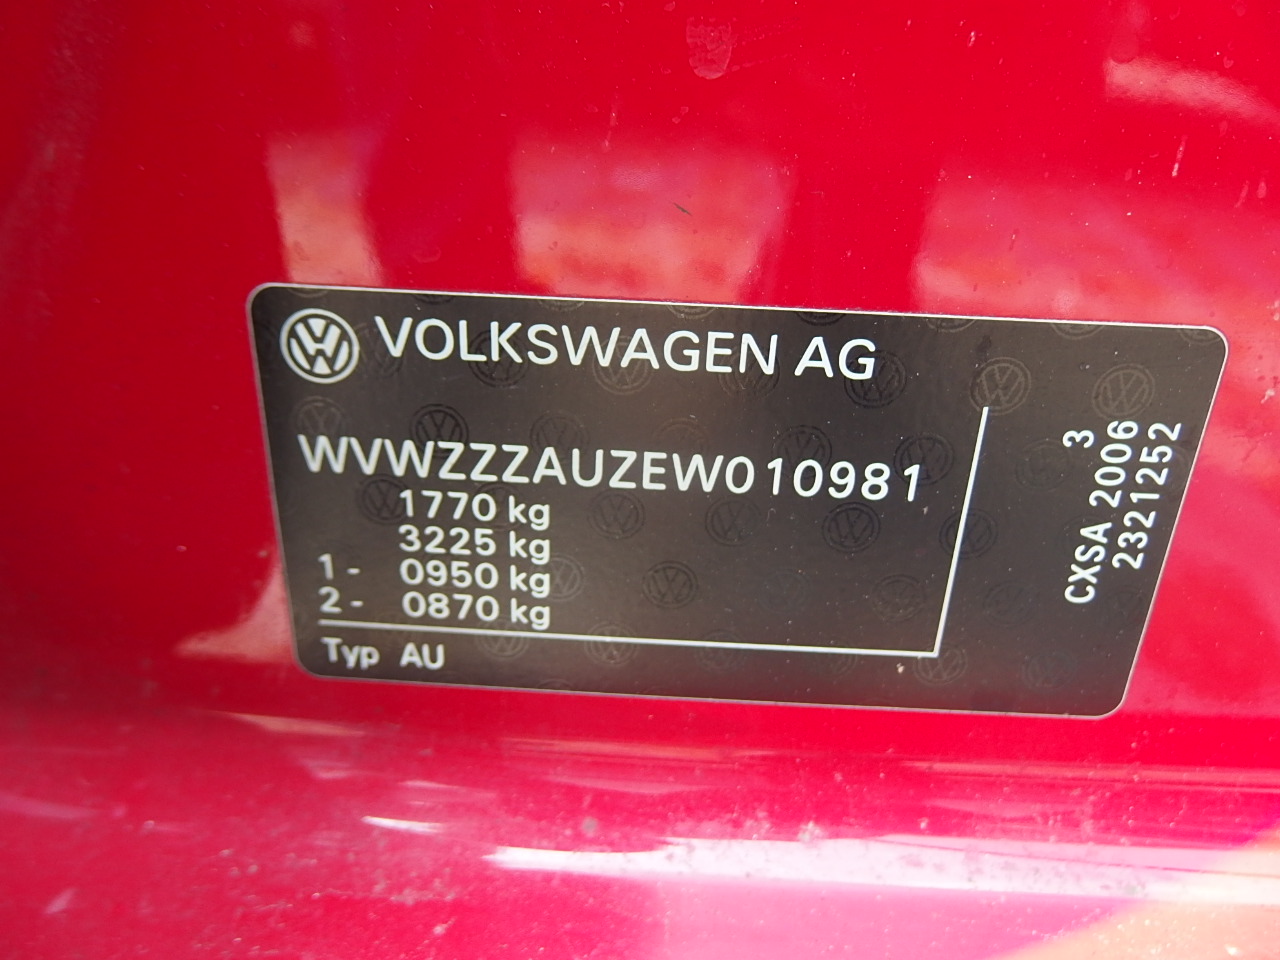 VOLKSWAGEN AG
WVWZZZAUZEW010981
1770 kg
3225 kg
1- 0950 kg
2- 0870 kg
Typ AU
3
CXSA 2006
2321252